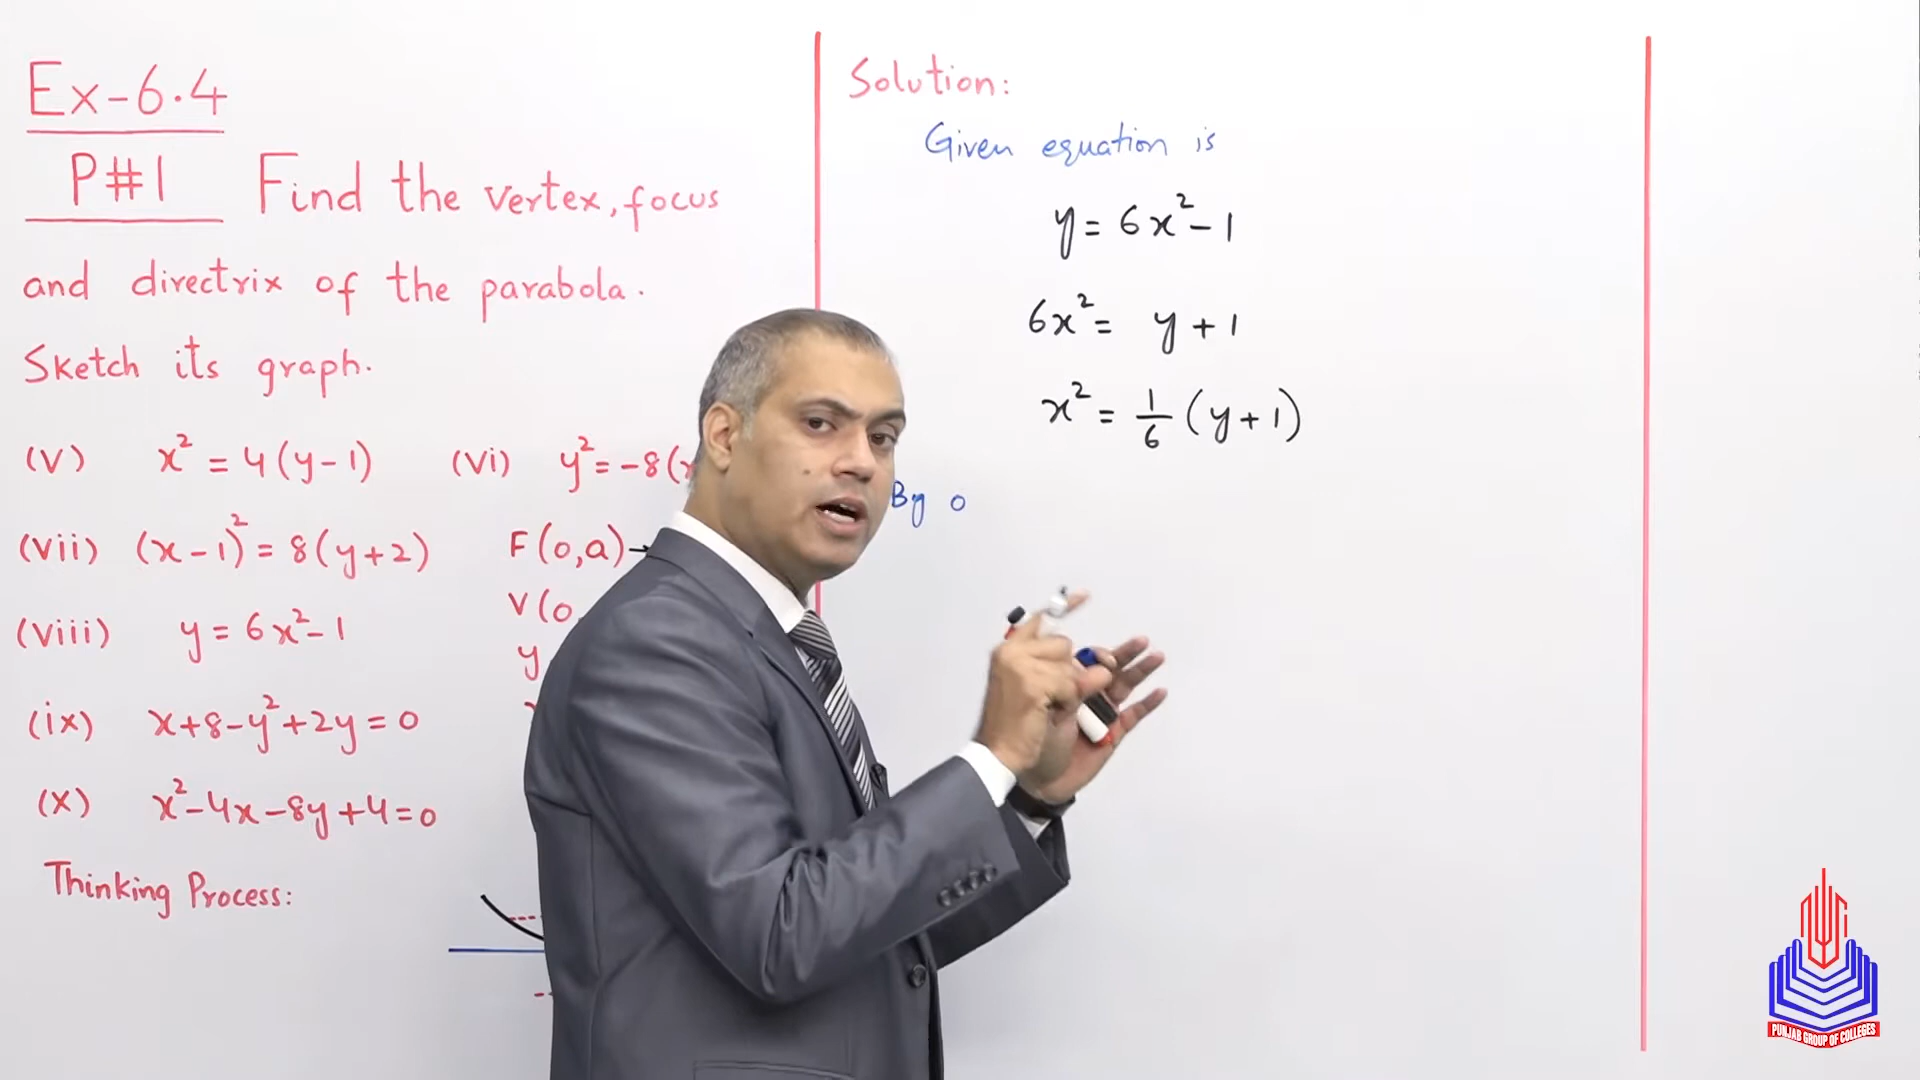 Ex-6.4
P#1 Find the vertex, focus
and directrix of the parabola.
Sketch its graph.
(v) x² = 4(y-1) (vi) y² = -8(
(vii) (x-1)² = 8(y+2) F(0,a)→
V(0,
(viii) y = 6x²-1
y
(ix) x+8-y²+2y=0
(x) x²-4x-8y+4=0
Thinking Process:
Solution:
Given equation is
y = 6x²-1
6x² = y+1
x² = 1/6 (y+1)
By o
PUNJAB GROUP OF COLLEGES